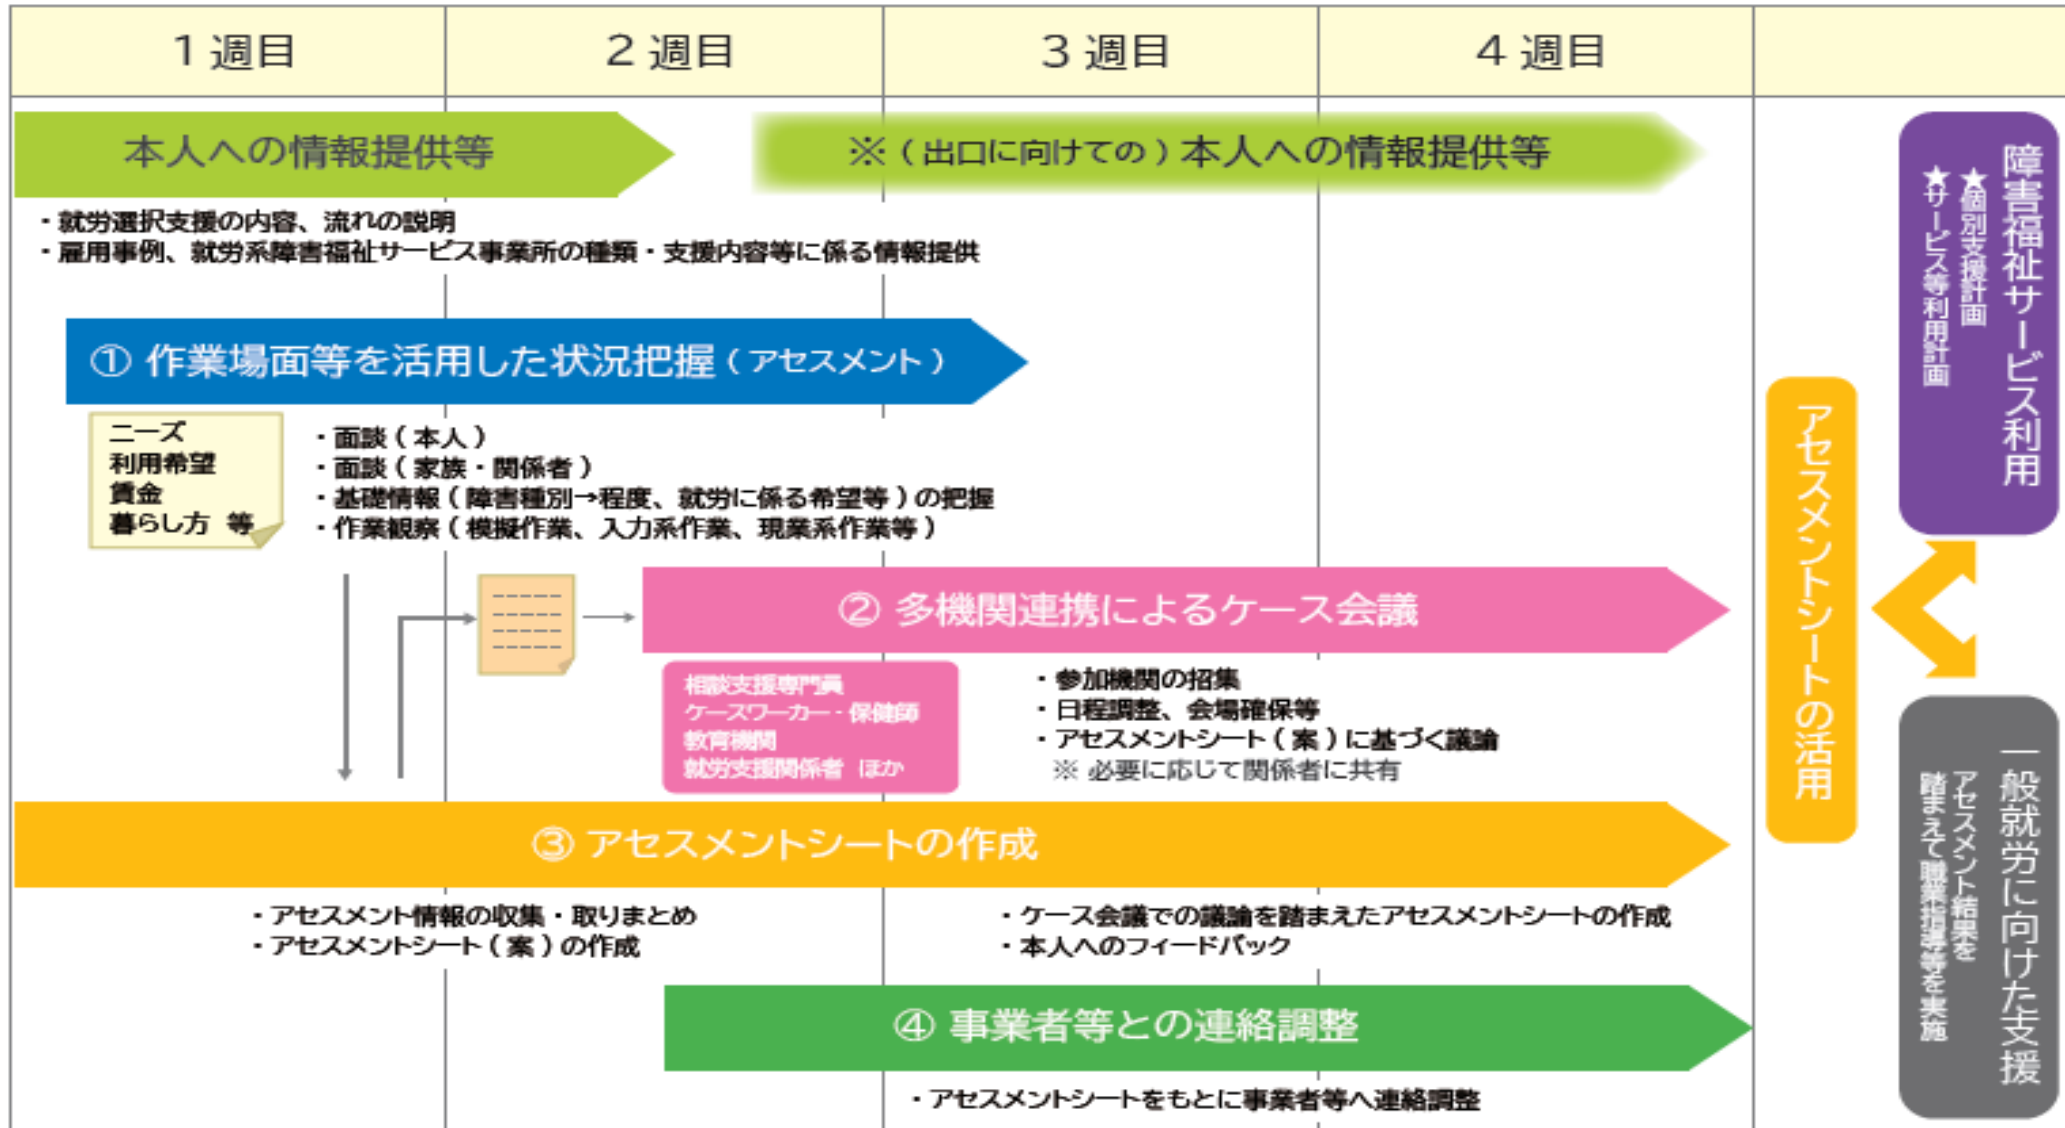 1 週目
2 週目
3 週目
4 週目
本人への情報提供等
※（出口に向けての）本人への情報提供等
・就労選択支援の内容、流れの説明
・雇用事例、就労系障害福祉サービス事業所の種類・支援内容等に係る情報提供
① 作業場面等を活用した状況把握（アセスメント）
ニーズ
利用希望
賃金
暮らし方 等
・面談（本人）
・面談（家族・関係者）
・基礎情報（障害種別→程度、就労に係る希望等）の把握
・作業観察（模擬作業、入力系作業、現業系作業等）
② 多機関連携によるケース会議
相談支援専門員
ケースワーカー・保健師
教育機関
就労支援関係者 ほか
・参加機関の招集
・日程調整、会場確保等
・アセスメントシート（案）に基づく議論
※ 必要に応じて関係者に共有
③ アセスメントシートの作成
・アセスメント情報の収集・取りまとめ
・アセスメントシート（案）の作成
・ケース会議での議論を踏まえたアセスメントシートの作成
・本人へのフィードバック
④ 事業者等との連絡調整
・アセスメントシートをもとに事業者等へ連絡調整
アセスメントシートの活用
障害福祉サービス利用
★個別支援計画
★サービス等利用計画
一般就労に向けた支援
アセスメント結果を
踏まえて職業指導等を実施